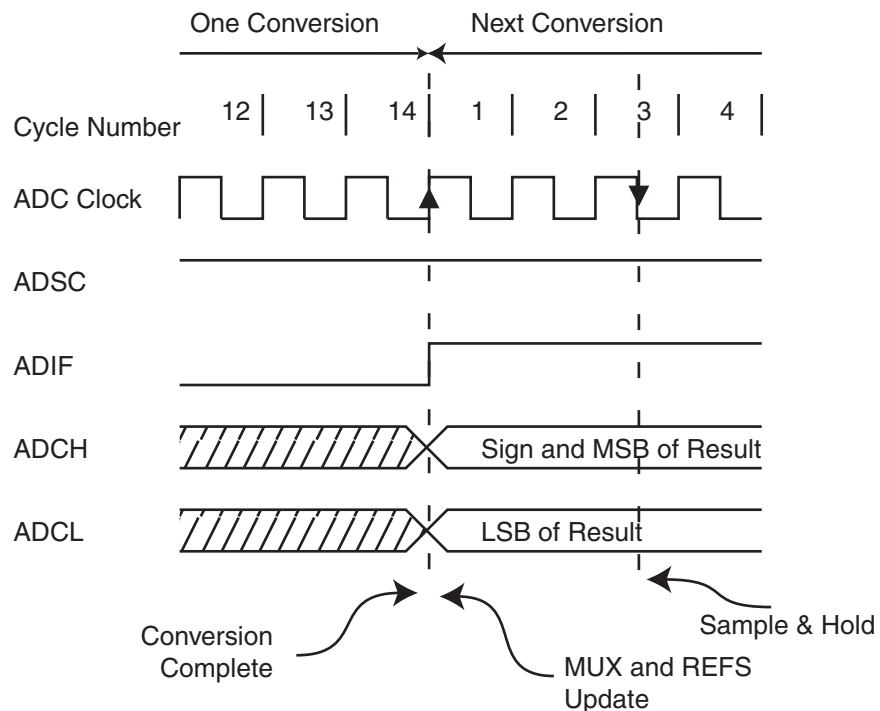 One Conversion Next Conversion
Cycle Number 12 13 14 1 2 3 4
ADC Clock
ADSC
ADIF
ADCH Sign and MSB of Result
ADCL LSB of Result
Conversion
Complete
MUX and REFS
Update
Sample & Hold